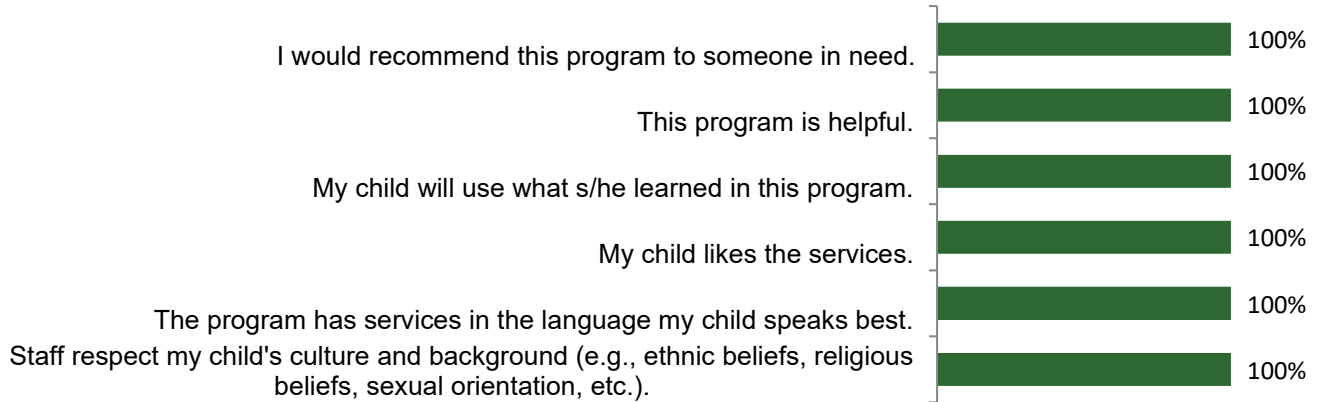 I would recommend this program to someone in need.
100%
This program is helpful.
100%
My child will use what s/he learned in this program.
100%
My child likes the services.
100%
The program has services in the language my child speaks best.
100%
Staff respect my child's culture and background (e.g., ethnic beliefs, religious
beliefs, sexual orientation, etc.).
100%